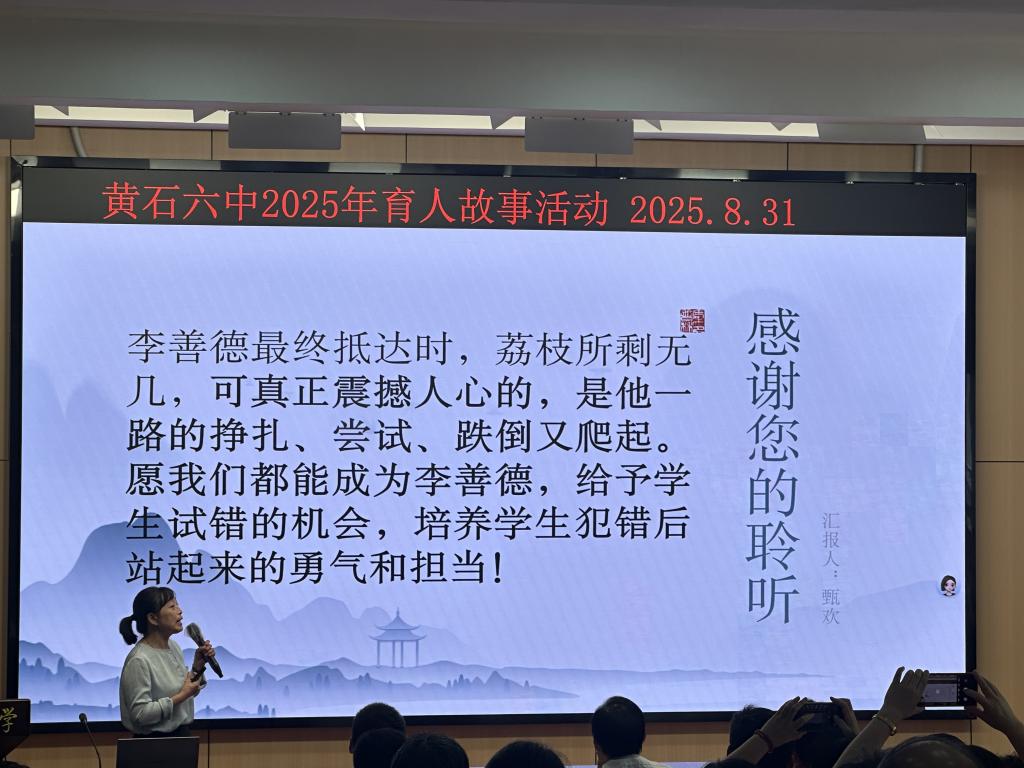 黄石六中2025年育人故事活动 2025.8.31
李善德最终抵达时，荔枝所剩无
几，可真正震撼人心的，是他一
路的挣扎、尝试、跌倒又爬起。
愿我们都能成为李善德，给予学
生试错的机会，培养学生犯错后
站起来的勇气和担当！
感谢您的聆听
汇报人：甄欢
学